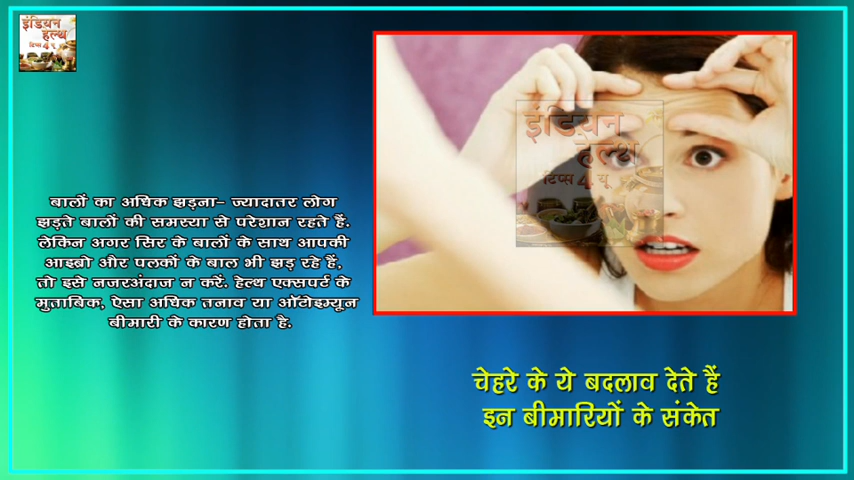 इंडियन
हेल्थ
टिप्स 4 यू
इंडियन
हेल्थ
टिप्स 4 यू
बालों का अधिक झड़ना- ज्यादातर लोग
झड़ते बालों की समस्या से परेशान रहते हैं.
लेकिन अगर सिर के बालों के साथ आपकी
आइब्रो और पलकों के बाल भी झड़ रहे हैं,
तो इसे नजरअंदाज न करें. हेल्थ एक्सपर्ट के
मुताबिक, ऐसा अधिक तनाव या ऑटोइम्यून
बीमारी के कारण होता है.
चेहरे के ये बदलाव देते हैं
इन बीमारियों के संकेत